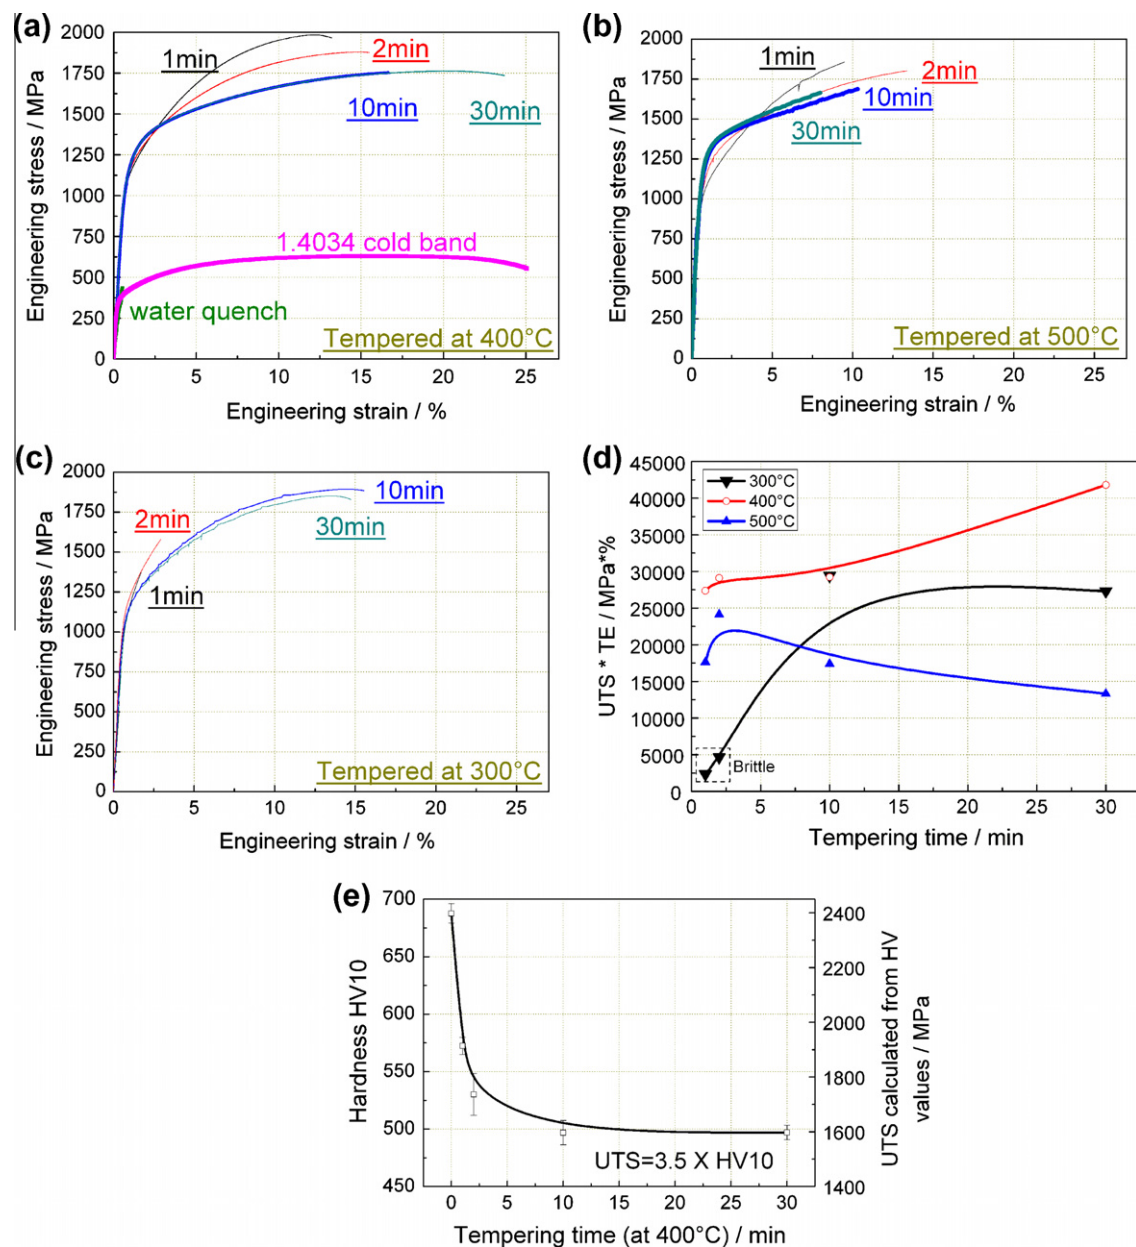 (a)
2000
1750
1500
1250
1000
750
500
250
0
Engineering stress / MPa
1min
2min
10min
30min
1.4034 cold band
water quench
Tempered at 400°C
0 5 10 15 20 25
Engineering strain / %
(b)
2000
1750
1500
1250
1000
750
500
250
0
Engineering stress / MPa
1min
2min
10min
30min
Tempered at 500°C
0 5 10 15 20 25
Engineering strain / %
(c)
2000
1750
1500
1250
1000
750
500
250
0
Engineering stress / MPa
2min
10min
30min
1min
Tempered at 300°C
0 5 10 15 20 25
Engineering strain / %
(d)
45000
40000
35000
30000
25000
20000
15000
10000
5000
0
UTS * TE / MPa*%
300°C
400°C
500°C
Brittle
0 5 10 15 20 25 30
Tempering time / min
(e)
700
650
600
550
500
450
Hardness HV10
2400
2200
2000
1800
1600
1400
UTS calculated from HV
values / MPa
UTS=3.5 X HV10
0 5 10 15 20 25 30
Tempering time (at 400°C) / min